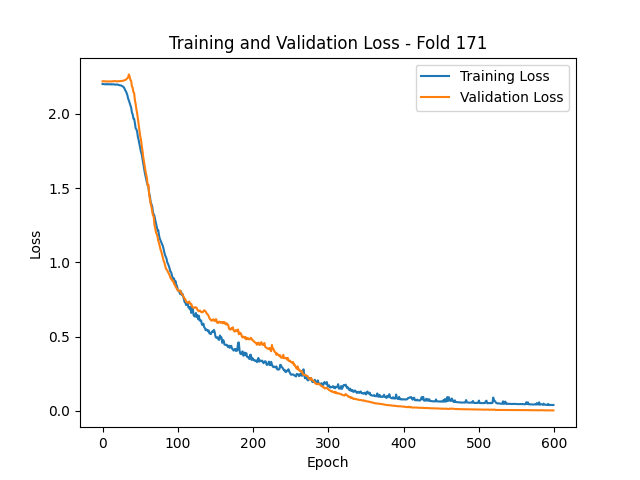 Training and Validation Loss - Fold 171
Training Loss
Validation Loss
Loss
2.0
1.5
1.0
0.5
0.0
0 100 200 300 400 500 600
Epoch